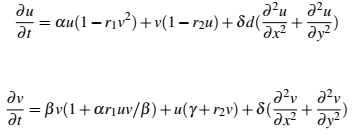 ∂u/∂t = αu(1 − r₁v²) + v(1 − r₂u) + δd(∂²u/∂x² + ∂²u/∂y²)
∂v/∂t = βv(1 + αr₁uv/β) + u(γ + r₂v) + δ(∂²v/∂x² + ∂²v/∂y²)